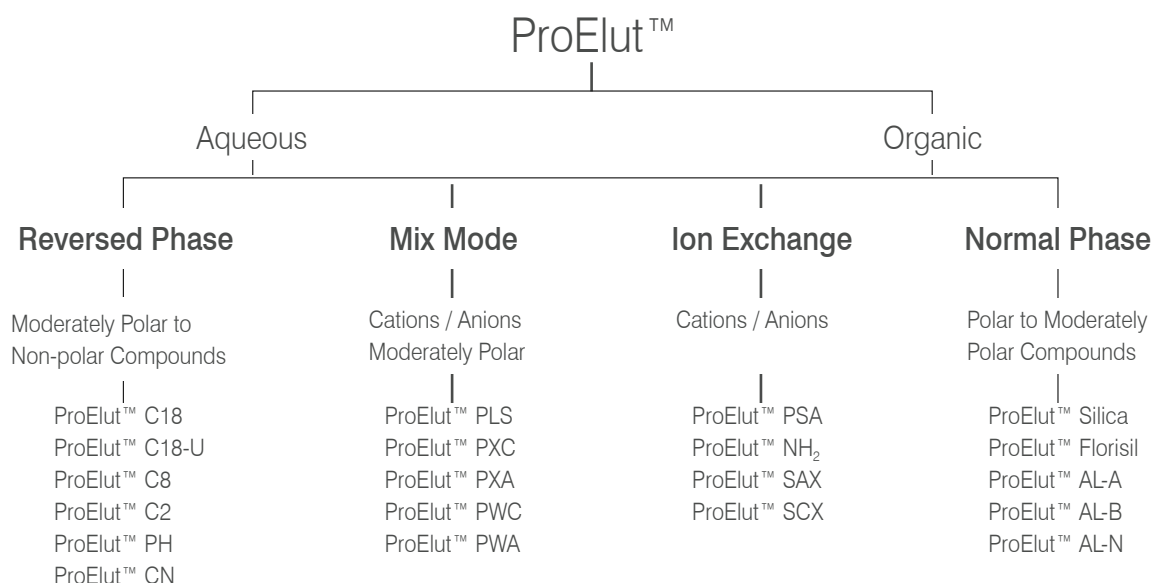 ProElut™
Aqueous
Organic
Reversed Phase
Mix Mode
Ion Exchange
Normal Phase
Moderately Polar to
Non-polar Compounds
Cations / Anions
Moderately Polar
Cations / Anions
Polar to Moderately
Polar Compounds
ProElut™ C18
ProElut™ C18-U
ProElut™ C8
ProElut™ C2
ProElut™ PH
ProElut™ CN
ProElut™ PLS
ProElut™ PXC
ProElut™ PXA
ProElut™ PWC
ProElut™ PWA
ProElut™ PSA
ProElut™ NH₂
ProElut™ SAX
ProElut™ SCX
ProElut™ Silica
ProElut™ Florisil
ProElut™ AL-A
ProElut™ AL-B
ProElut™ AL-N